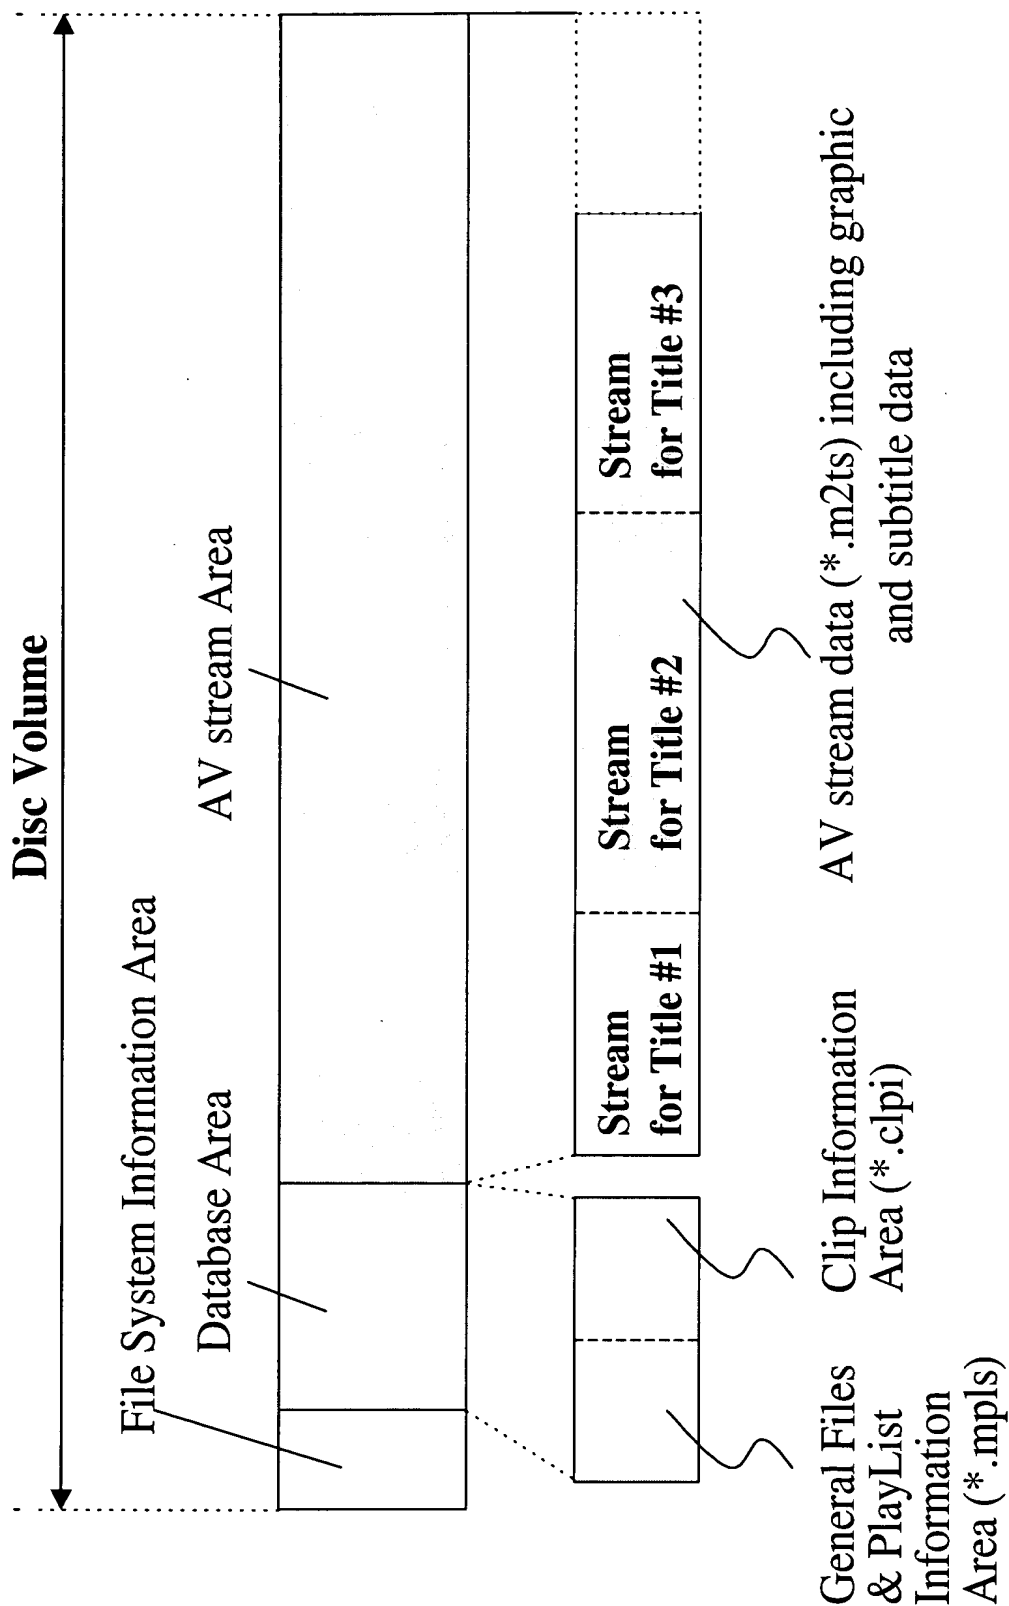 Disc Volume
File System Information Area
Database Area
AV stream Area
Stream
for Title #1
Stream
for Title #2
Stream
for Title #3
General Files
& PlayList
Information
Area (*.mpls)
Clip Information
Area (*.clpi)
AV stream data (*.m2ts) including graphic
and subtitle data